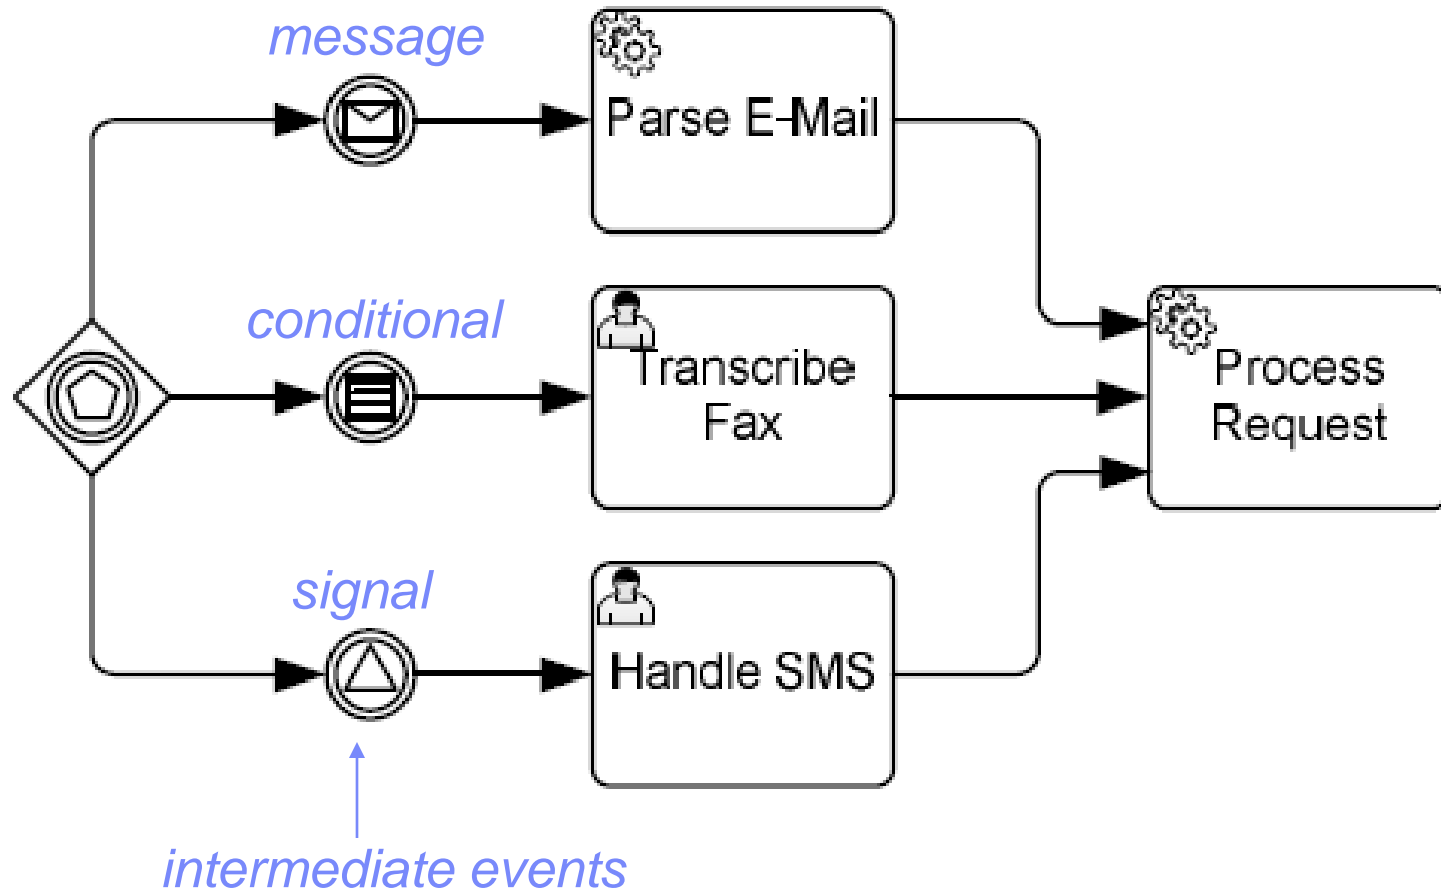 message
Parse E-Mail
conditional
Transcribe
Fax
Process
Request
signal
Handle SMS
intermediate events